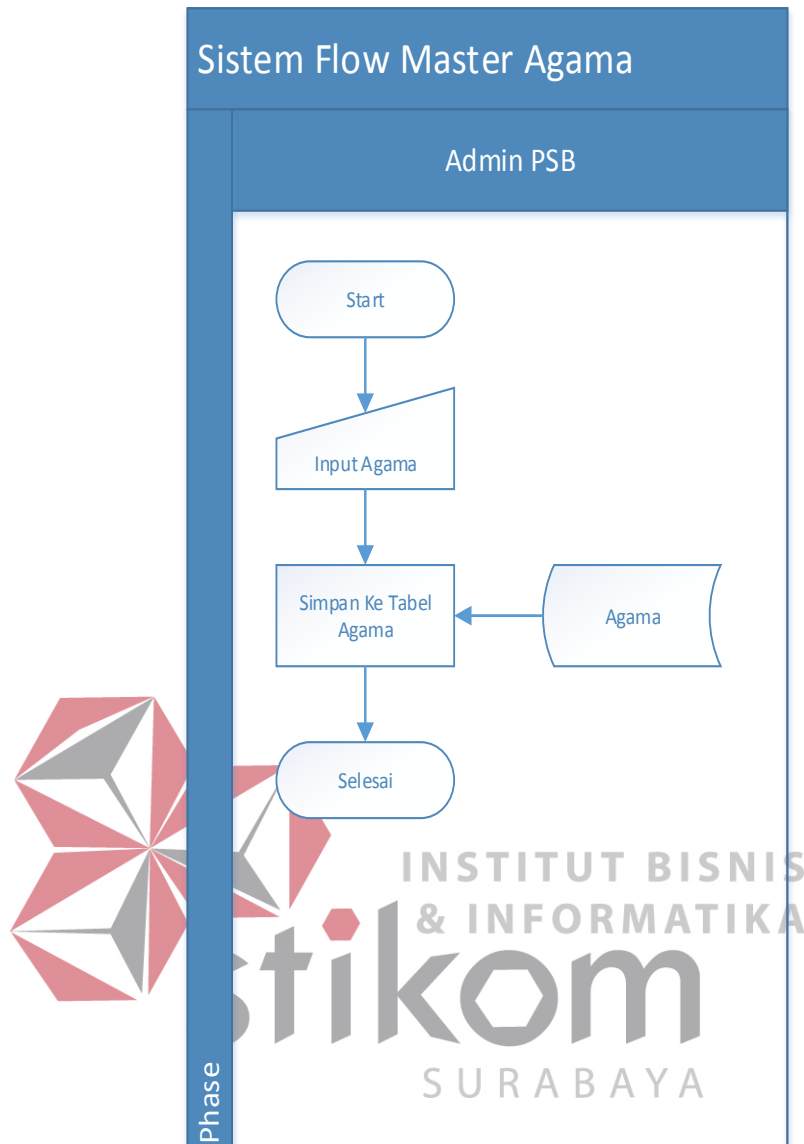 Sistem Flow Master Agama
Admin PSB
Start
Input Agama
Simpan Ke Tabel
Agama
Agama
Selesai
INSTITUT BISNIS
& INFORMATIKA
stikom
SURABAYA
Phase